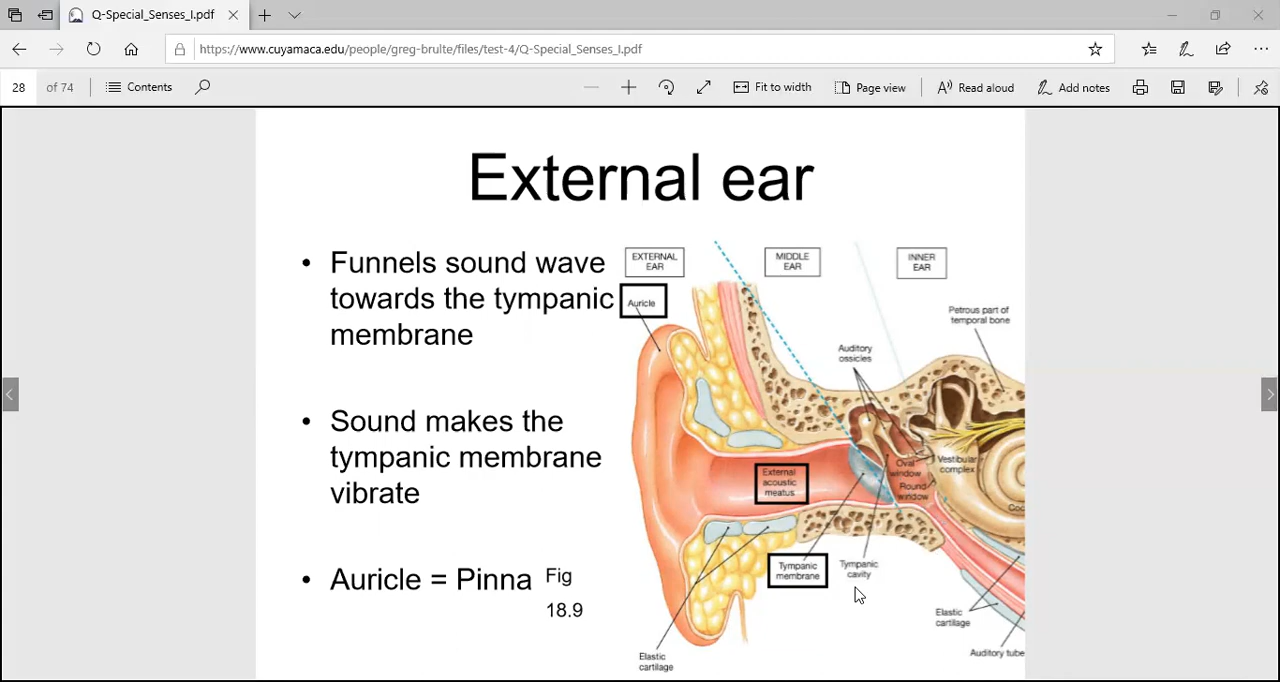 Q-Special_Senses_I.pdf
https://www.cuyamaca.edu/people/greg-brulte/files/test-4/Q-Special_Senses_I.pdf
28 of 74 Contents Fit to width Page view Read aloud Add notes
External ear
• Funnels sound wave
towards the tympanic
membrane
• Sound makes the
tympanic membrane
vibrate
• Auricle = Pinna Fig
18.9
EXTERNAL
EAR
MIDDLE
EAR
INNER
EAR
Auricle
Petrous part of
temporal bone
Auditory
ossicles
External
acoustic
meatus
Oval
window
Round
window
Vestibular
complex
Coc
Tympanic
membrane
Tympanic
cavity
Elastic
cartilage
Auditory tube
Elastic
cartilage